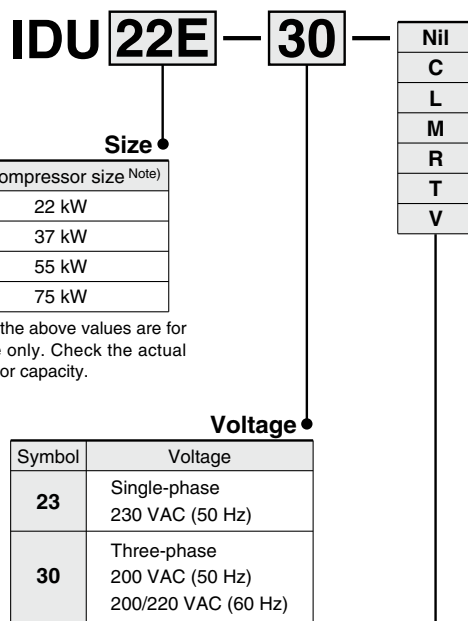 IDU 22E — 30 —
Nil
C
L
M
R
T
V
Size
compressor size Note)
22 kW
37 kW
55 kW
75 kW
the above values are for
only. Check the actual
or capacity.
Voltage
Symbol Voltage
23 Single-phase
230 VAC (50 Hz)
30 Three-phase
200 VAC (50 Hz)
200/220 VAC (60 Hz)